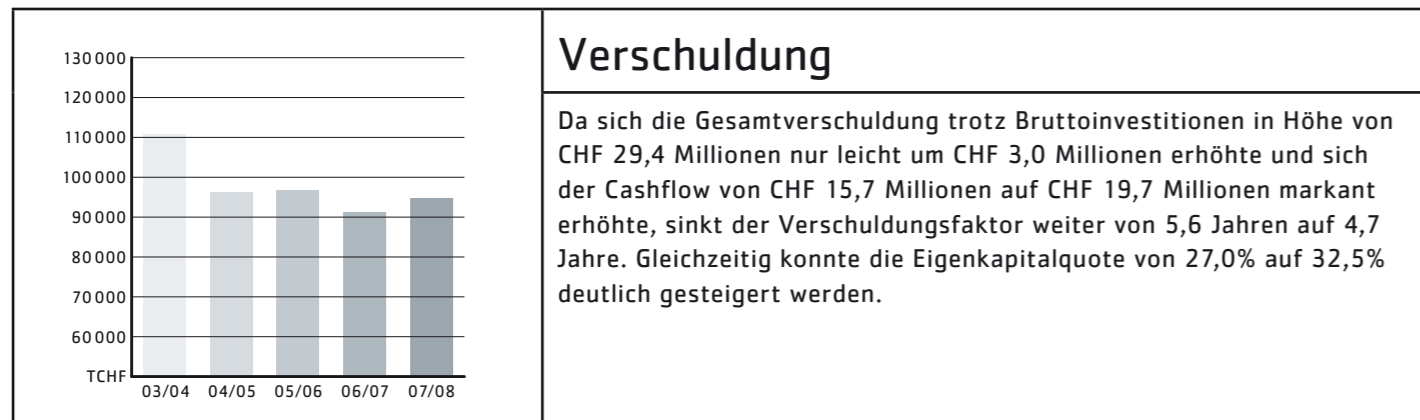 130 000
120 000
110 000
100 000
90 000
80 000
70 000
60 000
TCHF
03/04 04/05 05/06 06/07 07/08
Verschuldung
Da sich die Gesamtverschuldung trotz Bruttoinvestitionen in Höhe von
CHF 29,4 Millionen nur leicht um CHF 3,0 Millionen erhöhte und sich
der Cashflow von CHF 15,7 Millionen auf CHF 19,7 Millionen markant
erhöhte, sinkt der Verschuldungsfaktor weiter von 5,6 Jahren auf 4,7
Jahre. Gleichzeitig konnte die Eigenkapitalquote von 27,0% auf 32,5%
deutlich gesteigert werden.